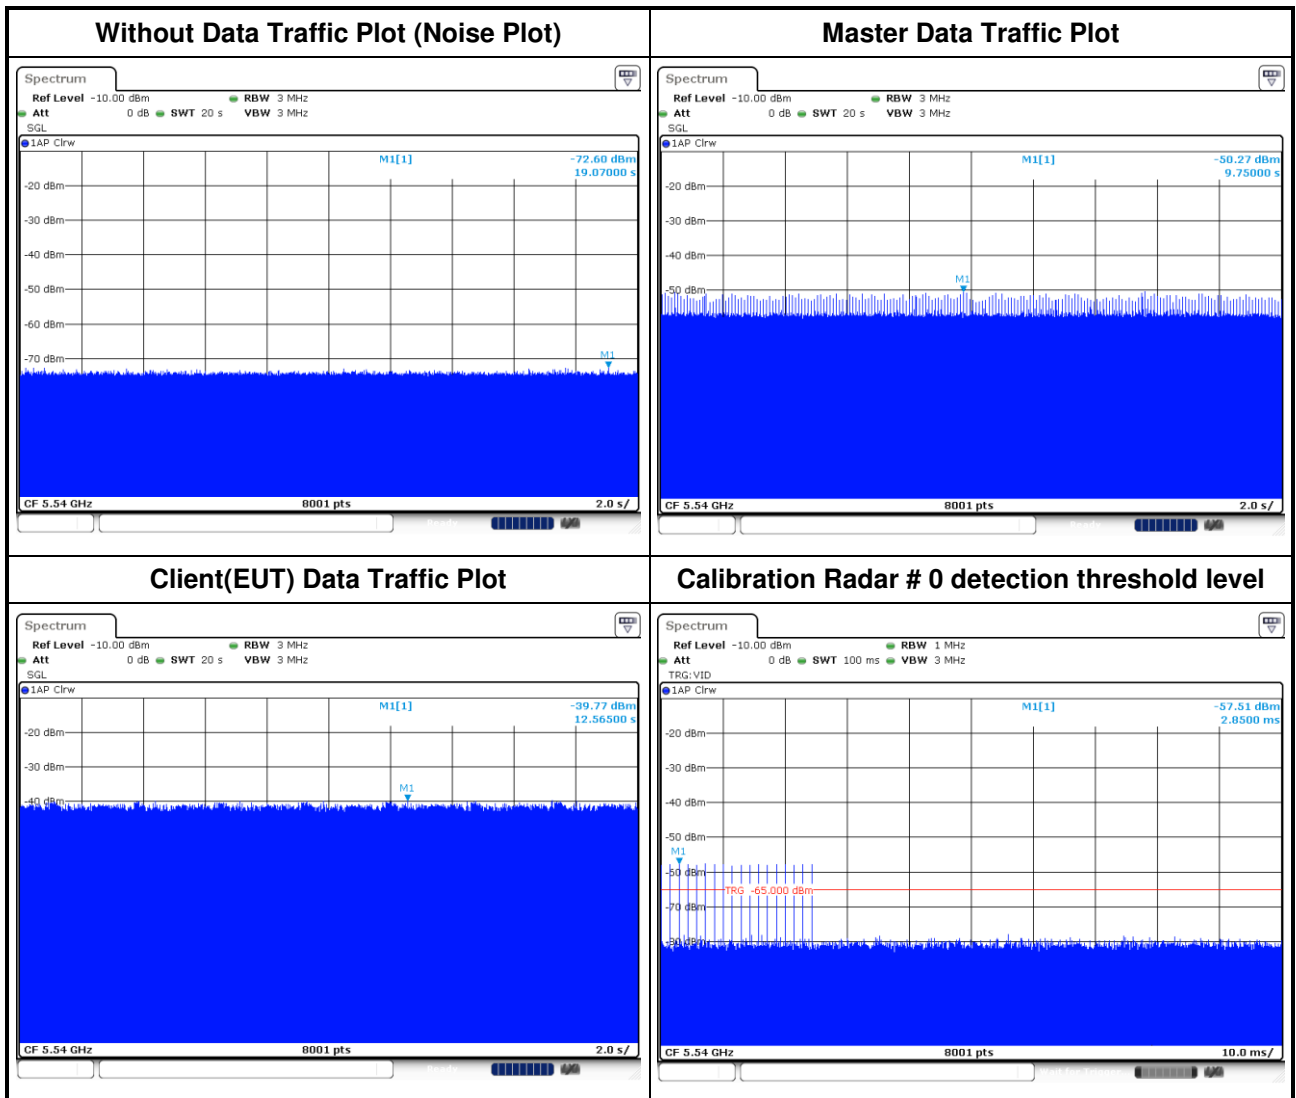 Without Data Traffic Plot (Noise Plot)
Master Data Traffic Plot
Spectrum
Ref Level -10.00 dBm RBW 3 MHz
Att 0 dB SWT 20 s VBW 3 MHz
SGL
1AP Clrw
M1[1] -72.60 dBm
19.07000 s
-20 dBm
-30 dBm
-40 dBm
-50 dBm
-60 dBm
-70 dBm
M1
CF 5.54 GHz 8001 pts 2.0 s/
Spectrum
Ref Level -10.00 dBm RBW 3 MHz
Att 0 dB SWT 20 s VBW 3 MHz
SGL
1AP Clrw
M1[1] -50.27 dBm
9.75000 s
-20 dBm
-30 dBm
-40 dBm
M1
-50 dBm
CF 5.54 GHz 8001 pts 2.0 s/
Client(EUT) Data Traffic Plot
Calibration Radar # 0 detection threshold level
Spectrum
Ref Level -10.00 dBm RBW 3 MHz
Att 0 dB SWT 20 s VBW 3 MHz
SGL
1AP Clrw
M1[1] -39.77 dBm
12.56500 s
-20 dBm
-30 dBm
M1
-40 dBm
CF 5.54 GHz 8001 pts 2.0 s/
Spectrum
Ref Level -10.00 dBm RBW 1 MHz
Att 0 dB SWT 100 ms VBW 3 MHz
TRG:VID
1AP Clrw
M1[1] -57.51 dBm
2.8500 ms
-20 dBm
-30 dBm
-40 dBm
-50 dBm
M1
-60 dBm
TRG -65.000 dBm
-70 dBm
-80 dBm
CF 5.54 GHz 8001 pts 10.0 ms/